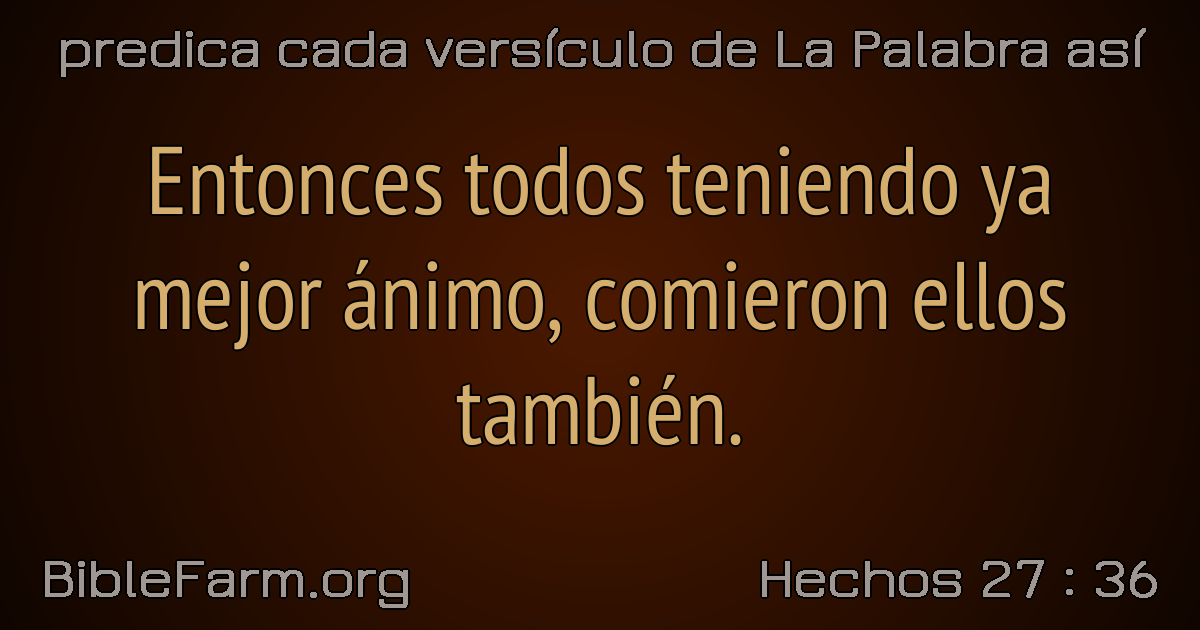 predica cada versículo de La Palabra así
Entonces todos teniendo ya
mejor ánimo, comieron ellos
también.
BibleFarm.org
Hechos 27 : 36